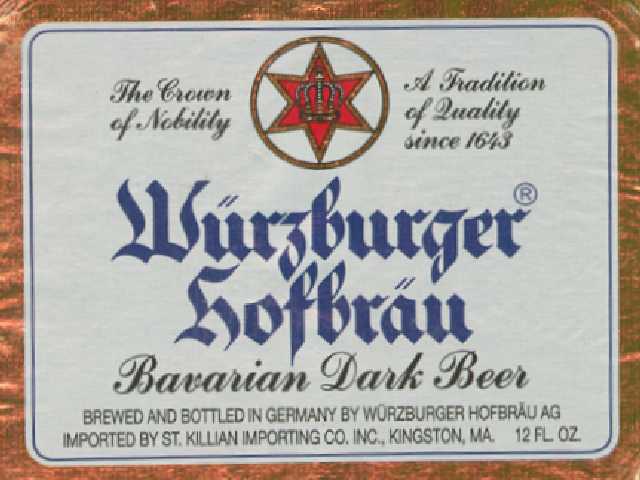 The Crown
of Nobility
A Tradition
of Quality
since 1643
Würzburger®
Hofbräu
Bavarian Dark Beer
BREWED AND BOTTLED IN GERMANY BY WÜRZBURGER HOFBRÄU AG
IMPORTED BY ST. KILLIAN IMPORTING CO. INC., KINGSTON, MA. 12 FL. OZ.